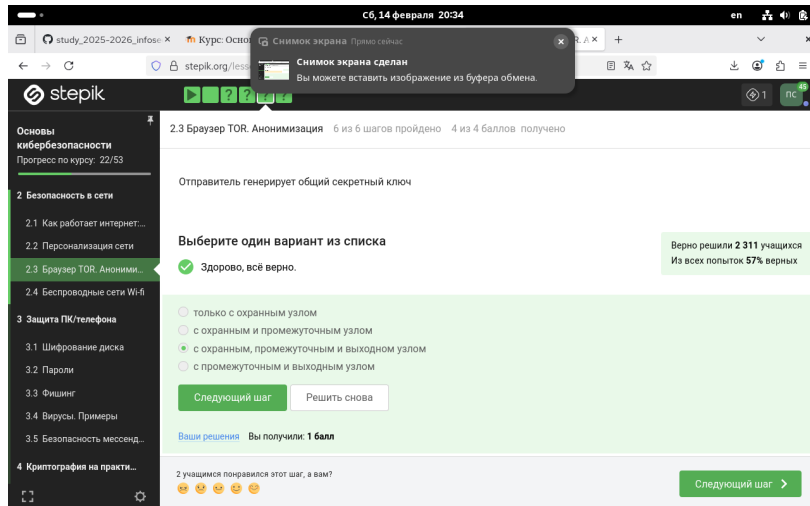 Сб, 14 февраля 20:34
en
study_2025-2026_infose
Курс: Осно
Снимок экрана Прямо сейчас
Снимок экрана сделан
Вы можете вставить изображение из буфера обмена.
stepik.org/less
stepik
1
ПС
45
Основы
кибербезопасности
Прогресс по курсу: 22/53
2 Безопасность в сети
2.1 Как работает интернет:...
2.2 Персонализация сети
2.3 Браузер TOR. Аноними...
2.4 Беспроводные сети Wi-fi
3 Защита ПК/телефона
3.1 Шифрование диска
3.2 Пароли
3.3 Фишинг
3.4 Вирусы. Примеры
3.5 Безопасность мессенд...
4 Криптография на практи...
2.3 Браузер TOR. Анонимизация 6 из 6 шагов пройдено 4 из 4 баллов получено
Отправитель генерирует общий секретный ключ
Выберите один вариант из списка
Здорово, всё верно.
Верно решили 2 311 учащихся
Из всех попыток 57% верных
только с охранным узлом
с охранным и промежуточным узлом
с охранным, промежуточным и выходном узлом
с промежуточным и выходным узлом
Следующий шаг
Решить снова
Ваши решения Вы получили: 1 балл
2 учащимся понравился этот шаг, а вам?
Следующий шаг